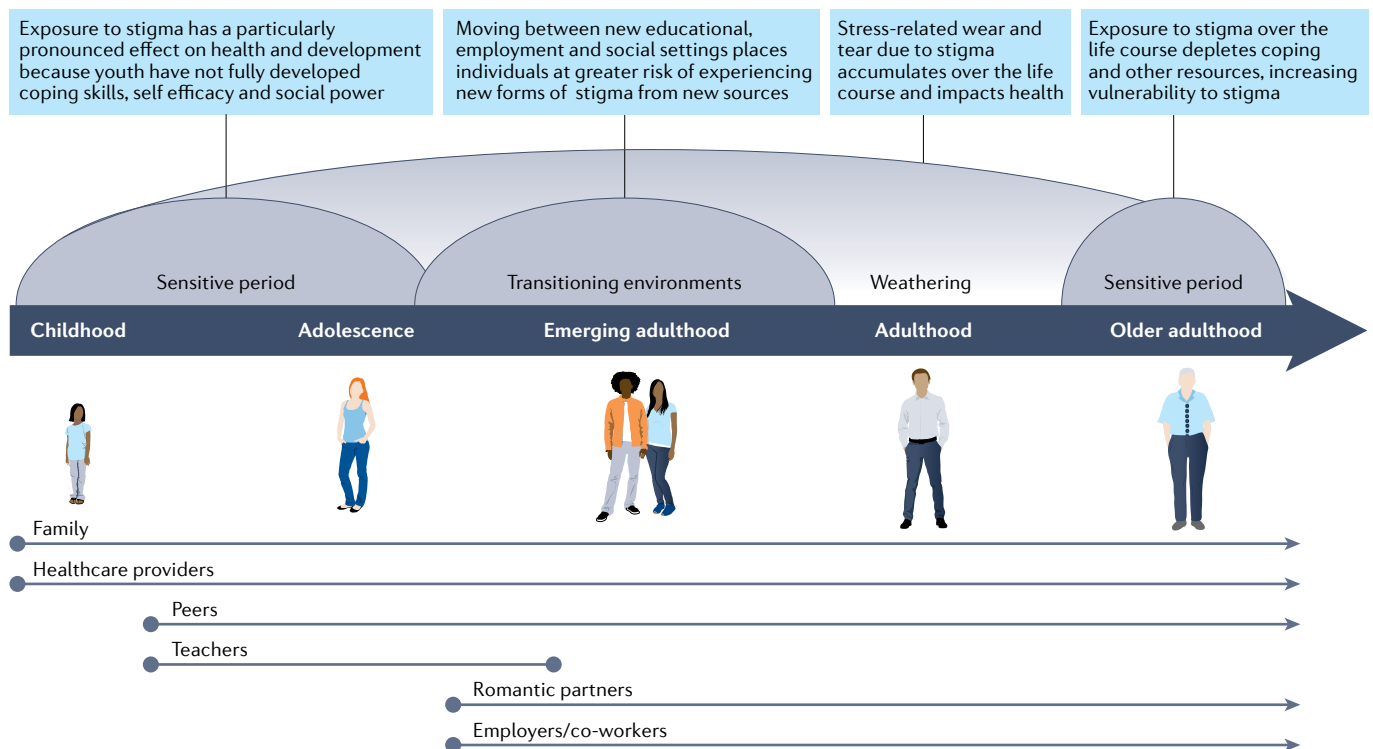 Exposure to stigma has a particularly
pronounced effect on health and development
because youth have not fully developed
coping skills, self efficacy and social power
Moving between new educational,
employment and social settings places
individuals at greater risk of experiencing
new forms of stigma from new sources
Stress-related wear and
tear due to stigma
accumulates over the life
course and impacts health
Exposure to stigma over the
life course depletes coping
and other resources, increasing
vulnerability to stigma
Sensitive period
Transitioning environments
Weathering
Sensitive period
Childhood
Adolescence
Emerging adulthood
Adulthood
Older adulthood
Family
Healthcare providers
Peers
Teachers
Romantic partners
Employers/co-workers